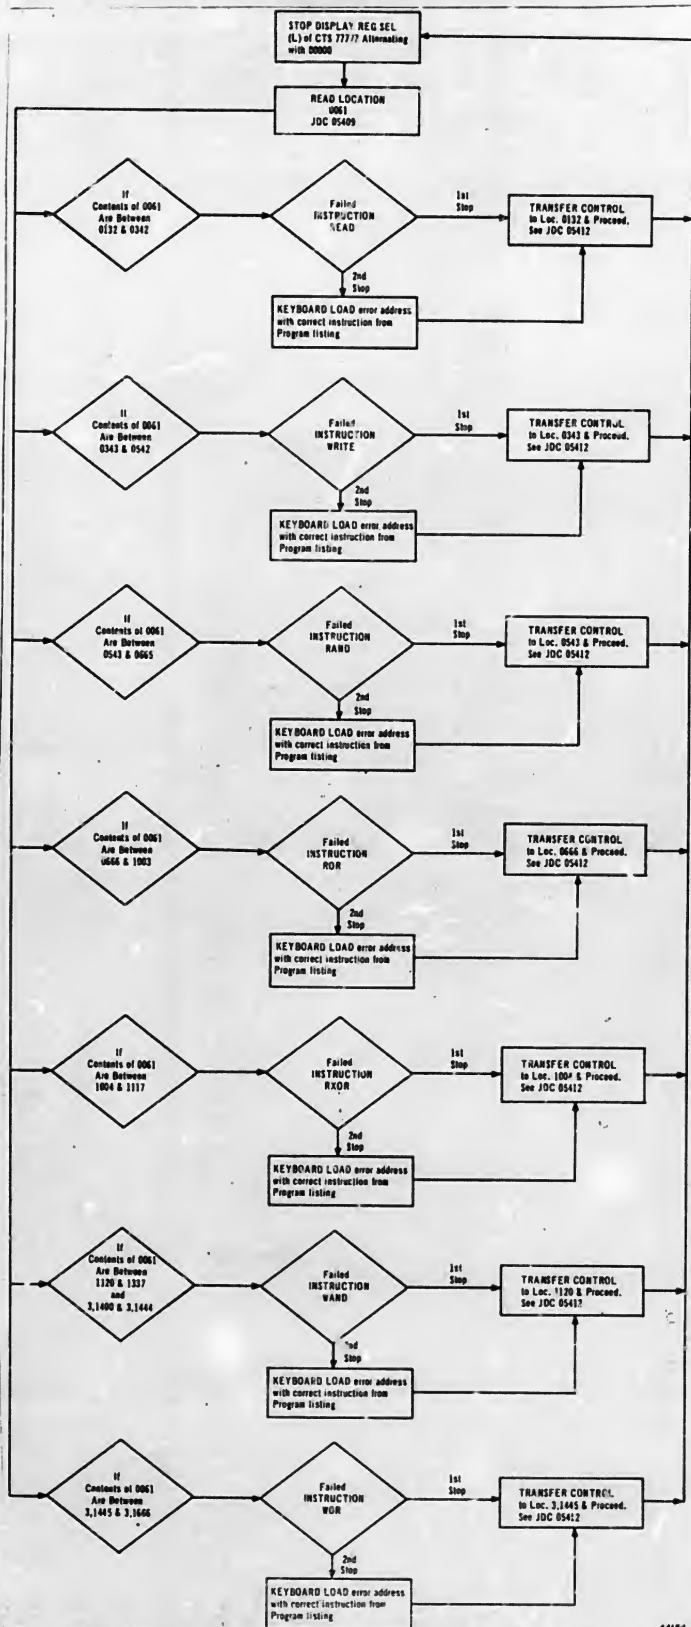 STOP DISPLAY REG SEL
(L) of CTS 77777 Alternating
with 00000
READ LOCATION
0061
JDC 05409
If
Contents of 0061
Are Between
0132 & 0342
Failed
INSTRUCTION
READ
1st
Stop
TRANSFER CONTROL
to Loc. 0132 & Proceed.
See JDC 05412
2nd
Stop
KEYBOARD LOAD error address
with correct instruction from
Program listing
If
Contents of 0061
Are Between
0343 & 0542
Failed
INSTRUCTION
WRITE
1st
Stop
TRANSFER CONTROL
to Loc. 0343 & Proceed.
See JDC 05412
2nd
Stop
KEYBOARD LOAD error address
with correct instruction from
Program listing
If
Contents of 0061
Are Between
0543 & 0665
Failed
INSTRUCTION
RAND
1st
Stop
TRANSFER CONTROL
to Loc. 0543 & Proceed.
See JDC 05412
2nd
Stop
KEYBOARD LOAD error address
with correct instruction from
Program listing
If
Contents of 0061
Are Between
0666 & 1003
Failed
INSTRUCTION
ROR
1st
Stop
TRANSFER CONTROL
to Loc. 0666 & Proceed.
See JDC 05412
2nd
Stop
KEYBOARD LOAD error address
with correct instruction from
Program listing
If
Contents of 0061
Are Between
1004 & 1117
Failed
INSTRUCTION
RXOR
1st
Stop
TRANSFER CONTROL
to Loc. 1004 & Proceed.
See JDC 05412
2nd
Stop
KEYBOARD LOAD error address
with correct instruction from
Program listing
If
Contents of 0061
Are Between
1120 & 1337
and
3,1400 & 3,1444
Failed
INSTRUCTION
WAND
1st
Stop
TRANSFER CONTROL
to Loc. 1120 & Proceed.
See JDC 05412
2nd
Stop
KEYBOARD LOAD error address
with correct instruction from
Program listing
If
Contents of 0061
Are Between
3,1445 & 3,1666
Failed
INSTRUCTION
WOR
1st
Stop
TRANSFER CONTROL
to Loc. 3,1445 & Proceed.
See JDC 05412
2nd
Stop
KEYBOARD LOAD error address
with correct instruction from
Program listing